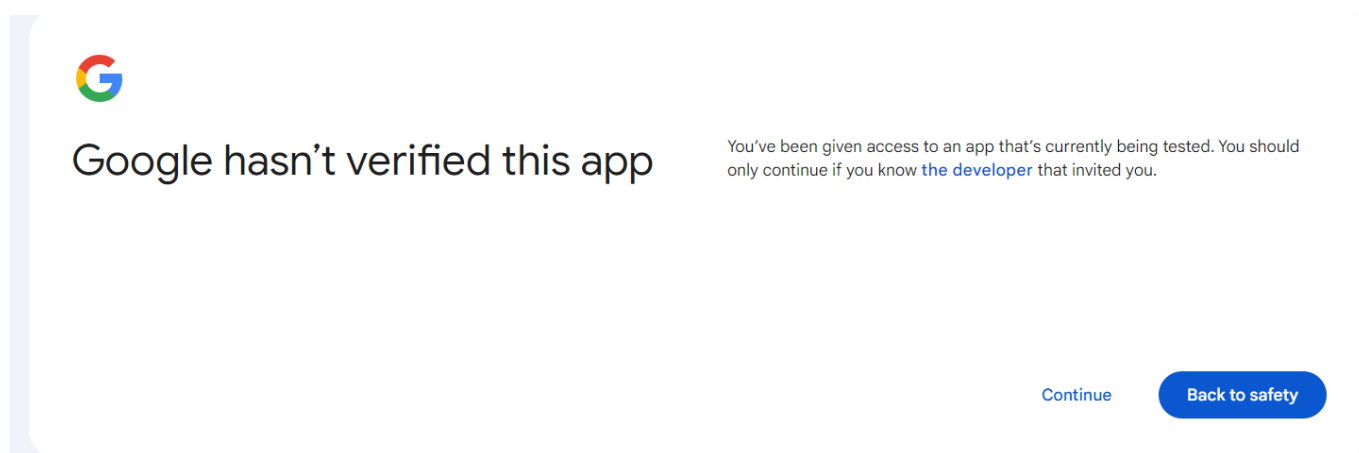 Google hasn’t verified this app
You’ve been given access to an app that’s currently being tested. You should
only continue if you know the developer that invited you.
Continue
Back to safety